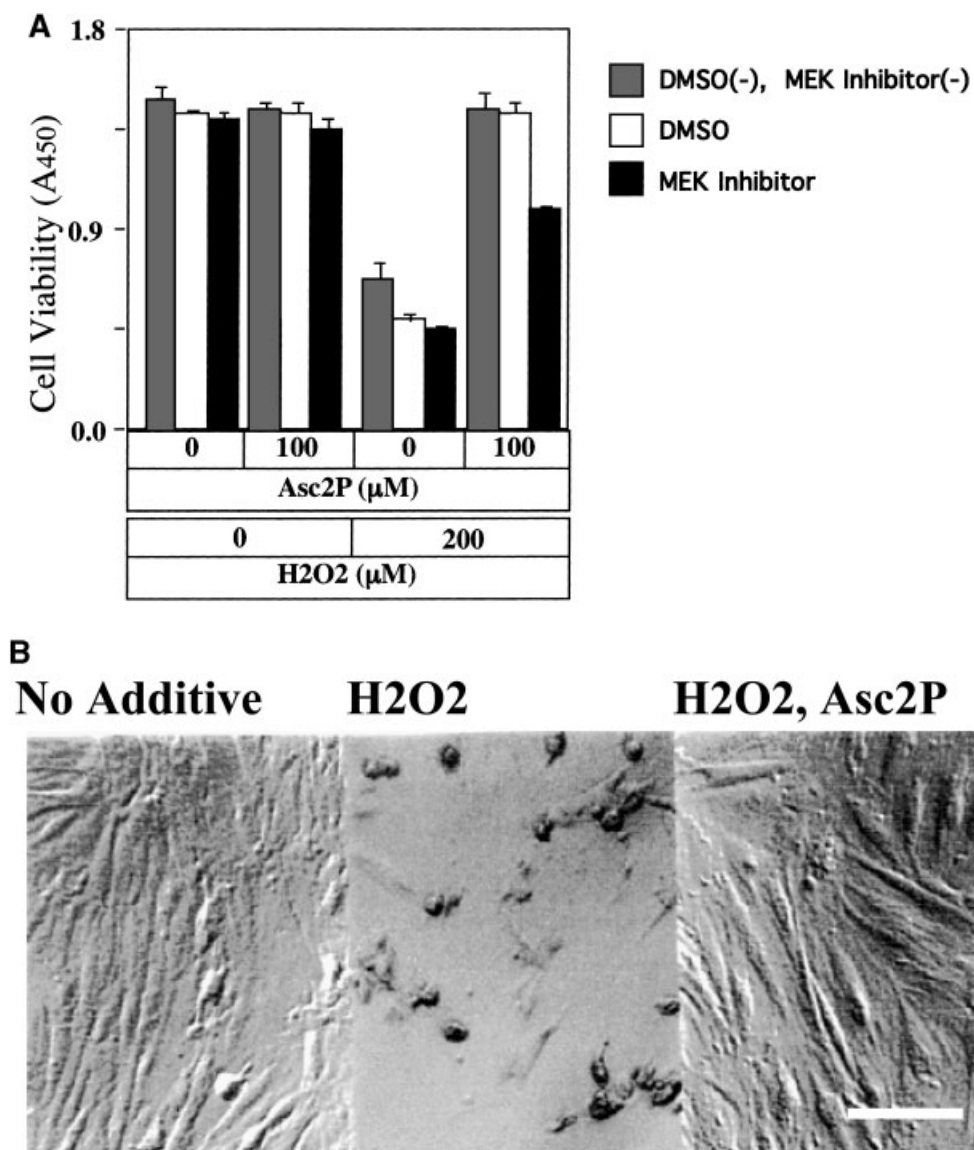 A
1.8
0.9
0.0
Cell Viability (A450)
DMSO(-), MEK Inhibitor(-)
DMSO
MEK Inhibitor
0 100 0 100
Asc2P (μM)
0 200
H2O2 (μM)
B
No Additive H2O2 H2O2, Asc2P